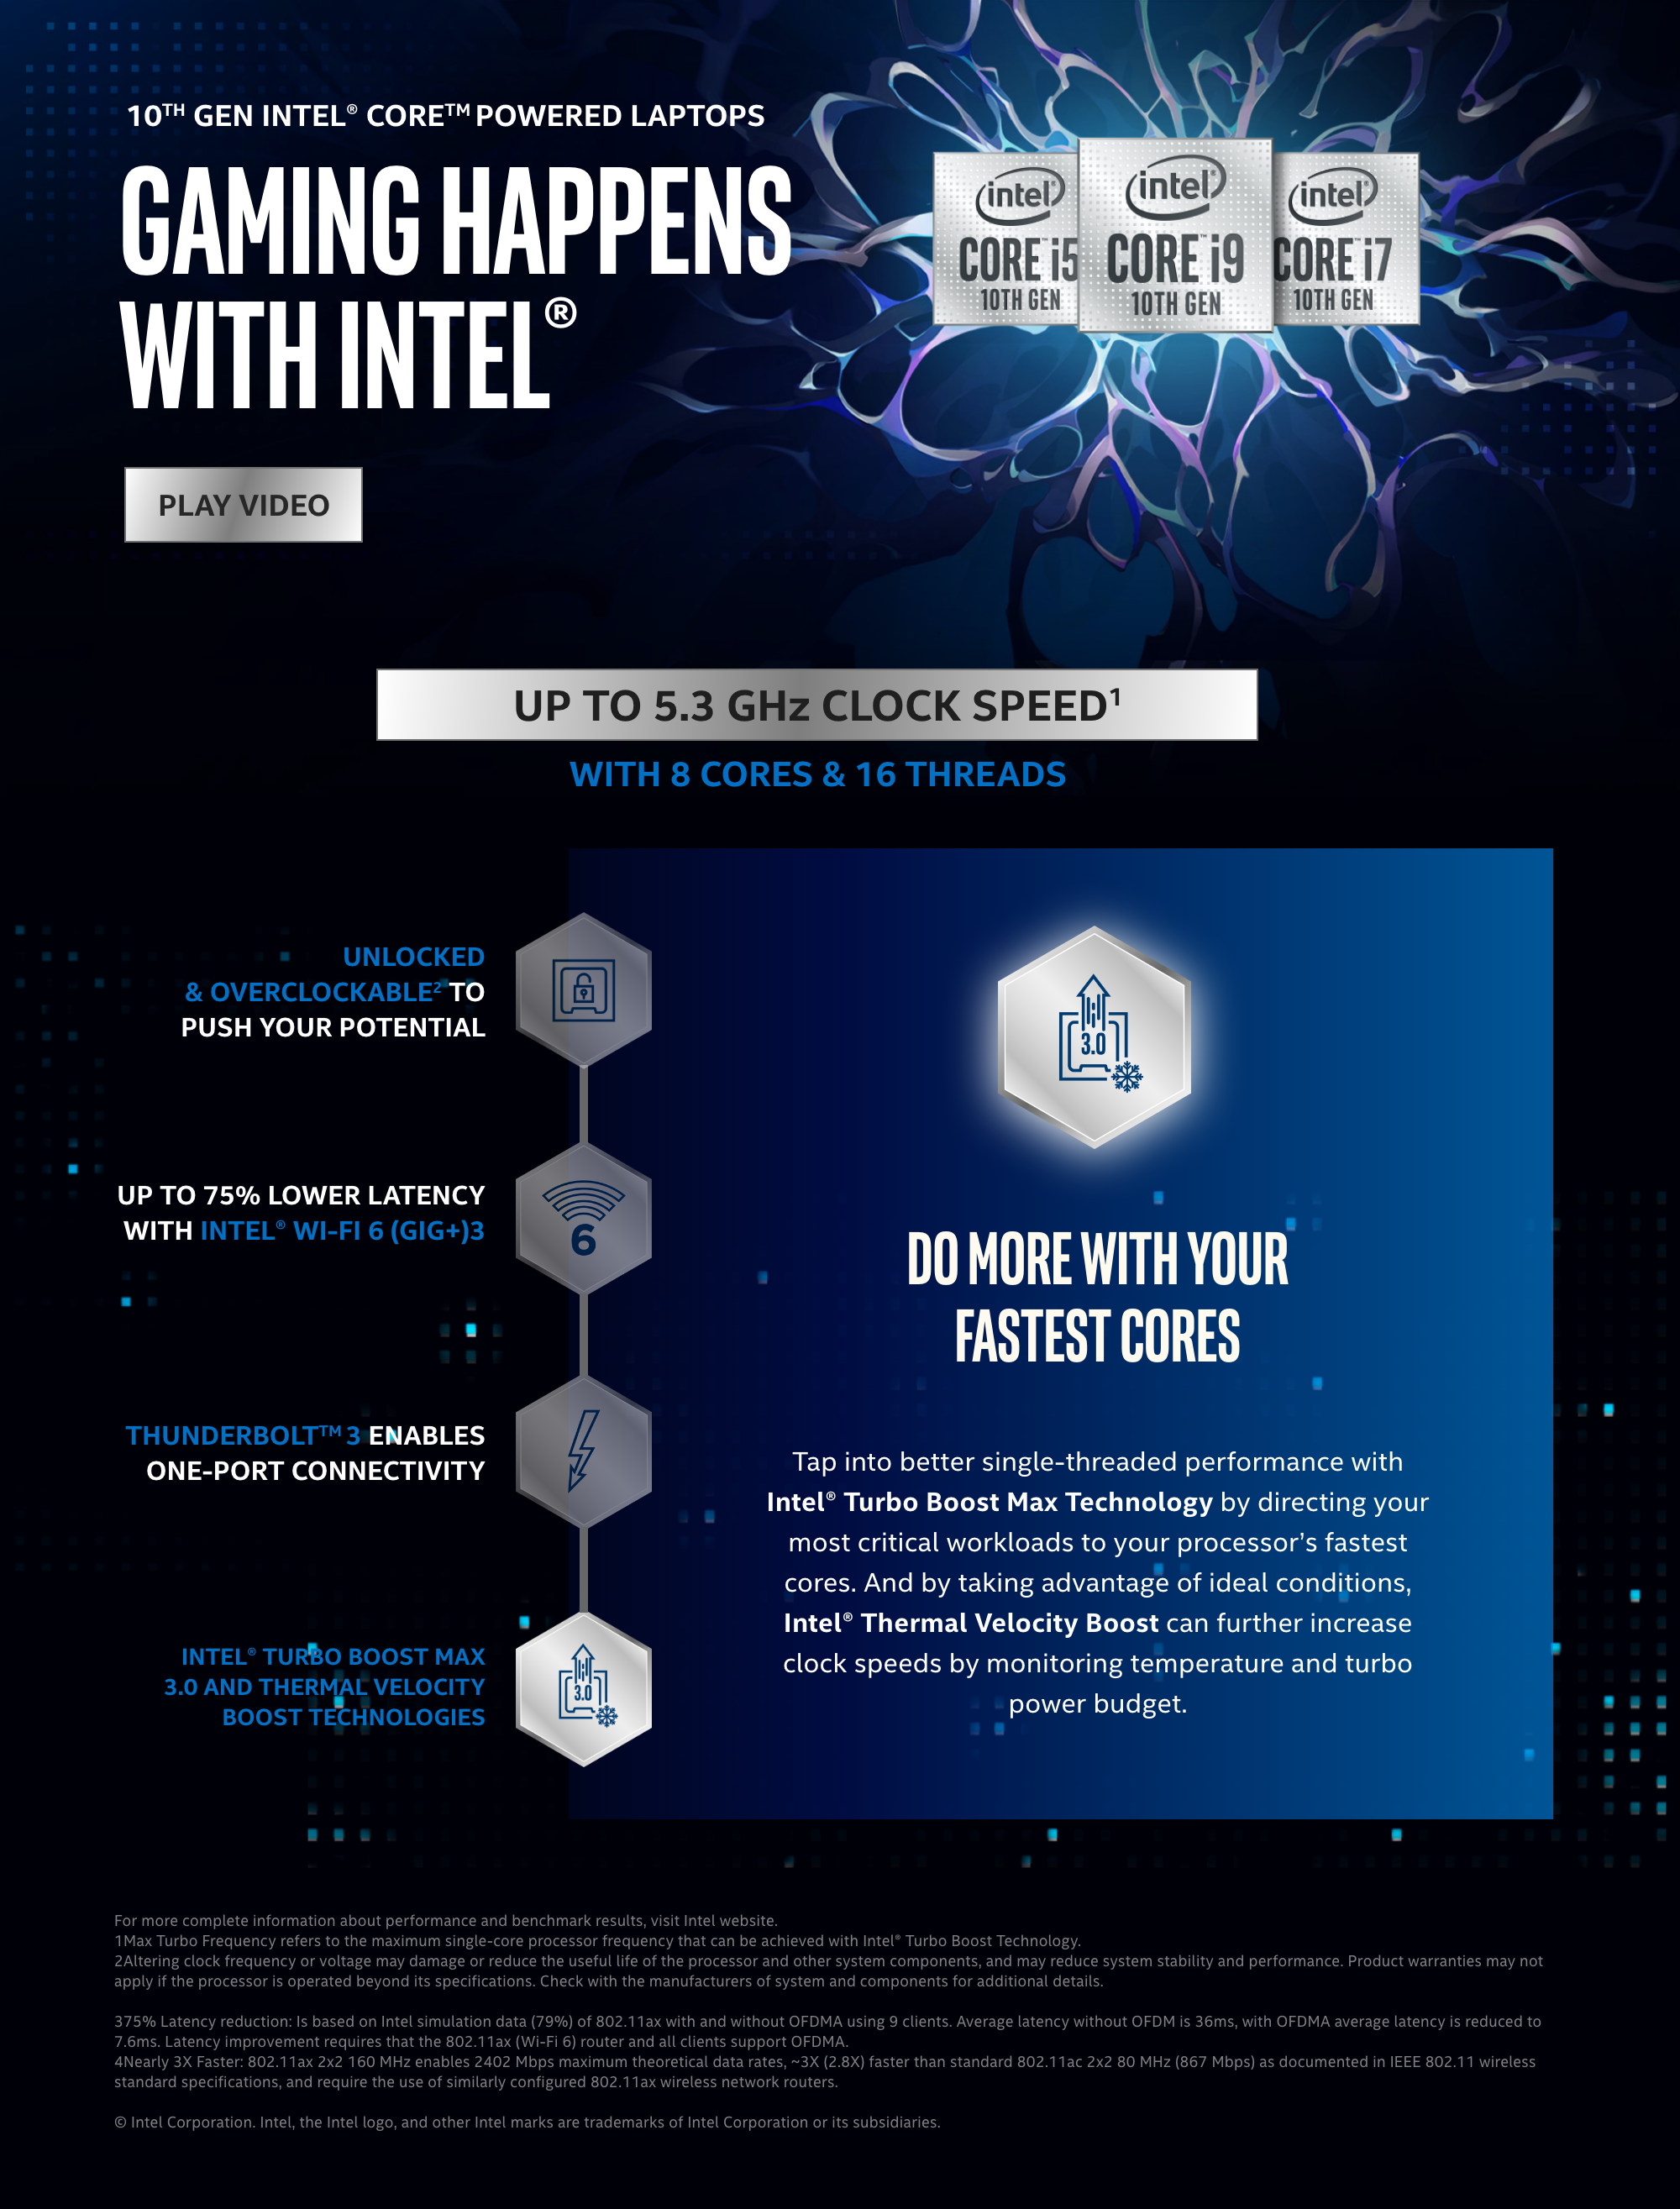 10TH GEN INTEL® CORE™ POWERED LAPTOPS
GAMING HAPPENS
WITH INTEL®
intel®
CORE™ i5
10TH GEN
intel®
CORE™ i9
10TH GEN
intel®
CORE™ i7
10TH GEN
PLAY VIDEO
UP TO 5.3 GHz CLOCK SPEED¹
WITH 8 CORES & 16 THREADS
UNLOCKED
& OVERCLOCKABLE² TO
PUSH YOUR POTENTIAL
UP TO 75% LOWER LATENCY
WITH INTEL® WI-FI 6 (GIG+)3
6
THUNDERBOLT™ 3 ENABLES
ONE-PORT CONNECTIVITY
INTEL® TURBO BOOST MAX
3.0 AND THERMAL VELOCITY
BOOST TECHNOLOGIES
3.0
3.0
DO MORE WITH YOUR
FASTEST CORES
Tap into better single-threaded performance with
Intel® Turbo Boost Max Technology by directing your
most critical workloads to your processor's fastest
cores. And by taking advantage of ideal conditions,
Intel® Thermal Velocity Boost can further increase
clock speeds by monitoring temperature and turbo
power budget.
For more complete information about performance and benchmark results, visit Intel website.
1Max Turbo Frequency refers to the maximum single-core processor frequency that can be achieved with Intel® Turbo Boost Technology.
2Altering clock frequency or voltage may damage or reduce the useful life of the processor and other system components, and may reduce system stability and performance. Product warranties may not
apply if the processor is operated beyond its specifications. Check with the manufacturers of system and components for additional details.
375% Latency reduction: Is based on Intel simulation data (79%) of 802.11ax with and without OFDMA using 9 clients. Average latency without OFDM is 36ms, with OFDMA average latency is reduced to
7.6ms. Latency improvement requires that the 802.11ax (Wi-Fi 6) router and all clients support OFDMA.
4Nearly 3X Faster: 802.11ax 2x2 160 MHz enables 2402 Mbps maximum theoretical data rates, ~3X (2.8X) faster than standard 802.11ac 2x2 80 MHz (867 Mbps) as documented in IEEE 802.11 wireless
standard specifications, and require the use of similarly configured 802.11ax wireless network routers.
© Intel Corporation. Intel, the Intel logo, and other Intel marks are trademarks of Intel Corporation or its subsidiaries.